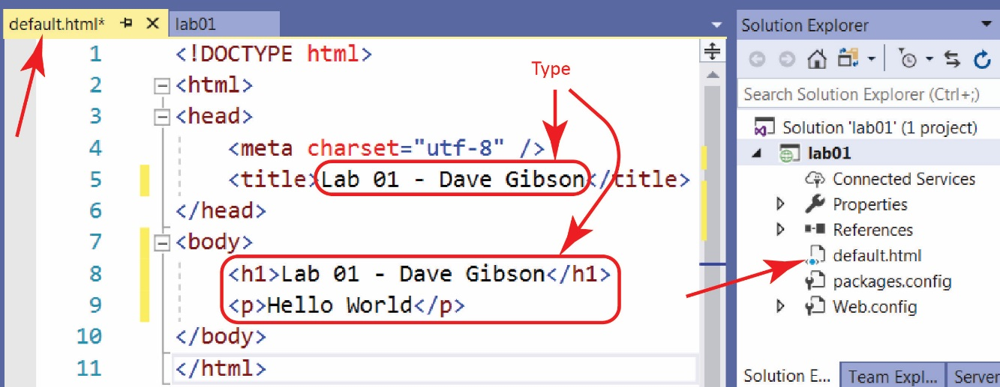 default.html*
lab01
Type
1 <!DOCTYPE html>
2 <html>
3 <head>
4 <meta charset="utf-8" />
5 <title>Lab 01 - Dave Gibson</title>
6 </head>
7 <body>
8 <h1>Lab 01 - Dave Gibson</h1>
9 <p>Hello World</p>
10 </body>
11 </html>
Solution Explorer
Search Solution Explorer (Ctrl+;)
Solution 'lab01' (1 project)
lab01
Connected Services
Properties
References
default.html
packages.config
Web.config
Solution E...
Team Expl...
Server